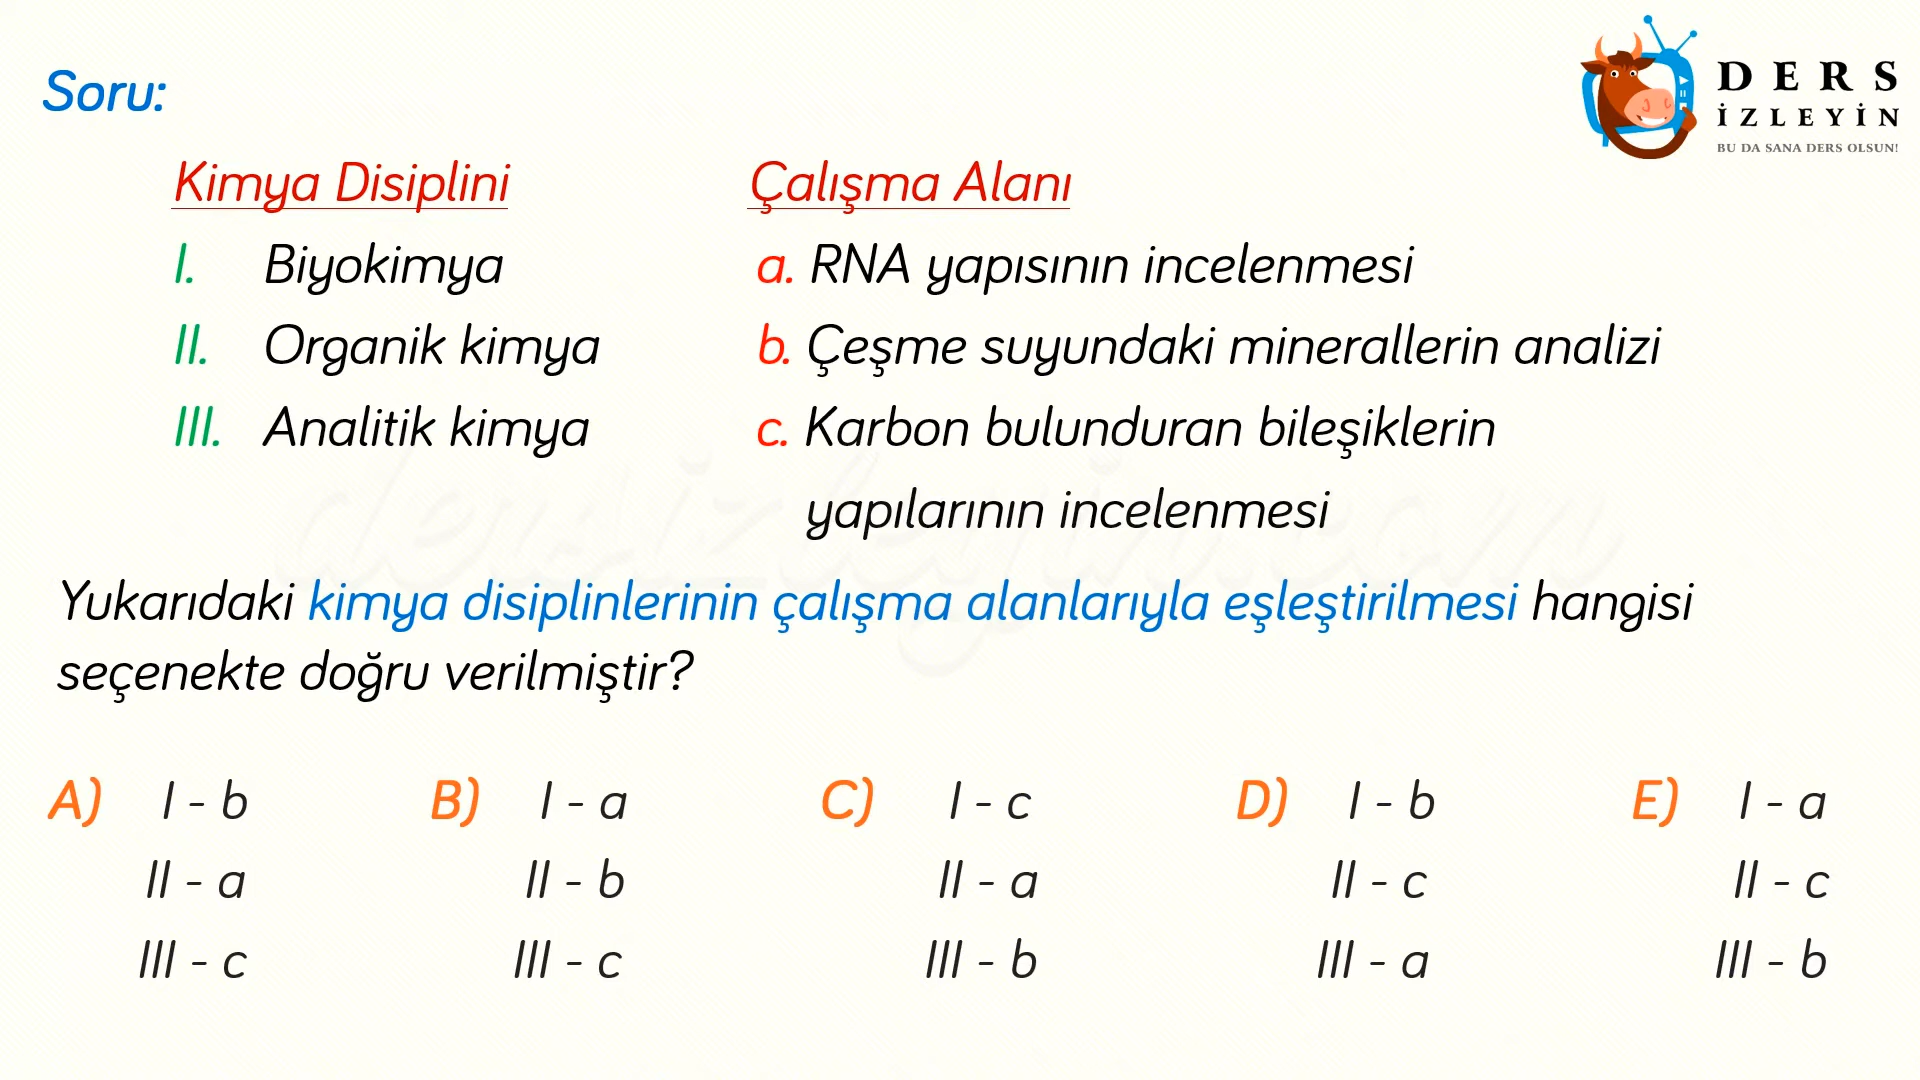 Soru:
DERS
İZLEYİN
BU DA SANA DERS OLSUN!
Kimya Disiplini Çalışma Alanı
I. Biyokimya a. RNA yapısının incelenmesi
II. Organik kimya b. Çeşme suyundaki minerallerin analizi
III. Analitik kimya c. Karbon bulunduran bileşiklerin
yapılarının incelenmesi
dersizleyin.com
Yukarıdaki kimya disiplinlerinin çalışma alanlarıyla eşleştirilmesi hangisi
seçenekte doğru verilmiştir?
A) I - b B) I - a C) I - c D) I - b E) I - a
II - a II - b II - a II - c II - c
III - c III - c III - b III - a III - b